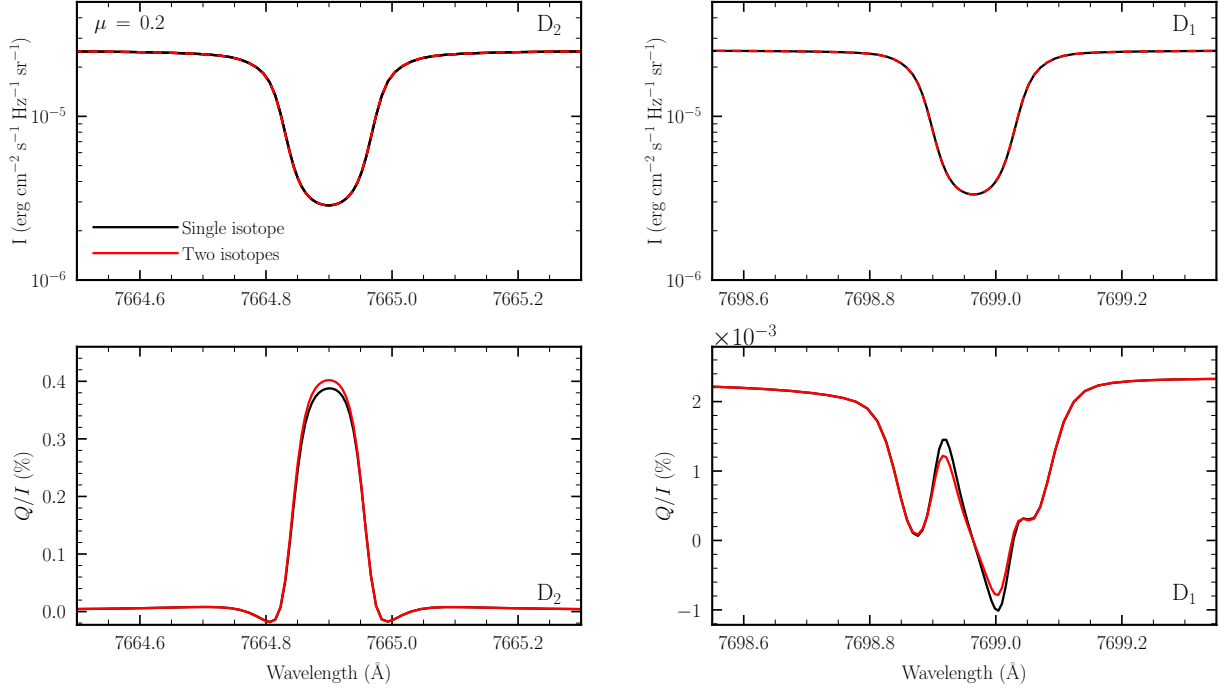 μ = 0.2
D₂
I (erg cm⁻² s⁻¹ Hz⁻¹ sr⁻¹)
10⁻⁵
10⁻⁶
Single isotope
Two isotopes
7664.6 7664.8 7665.0 7665.2
D₁
I (erg cm⁻² s⁻¹ Hz⁻¹ sr⁻¹)
10⁻⁵
10⁻⁶
7698.6 7698.8 7699.0 7699.2
Q/I (%)
0.4
0.3
0.2
0.1
0.0
D₂
7664.6 7664.8 7665.0 7665.2
Wavelength (Å)
×10⁻³
Q/I (%)
2
1
0
−1
D₁
7698.6 7698.8 7699.0 7699.2
Wavelength (Å)